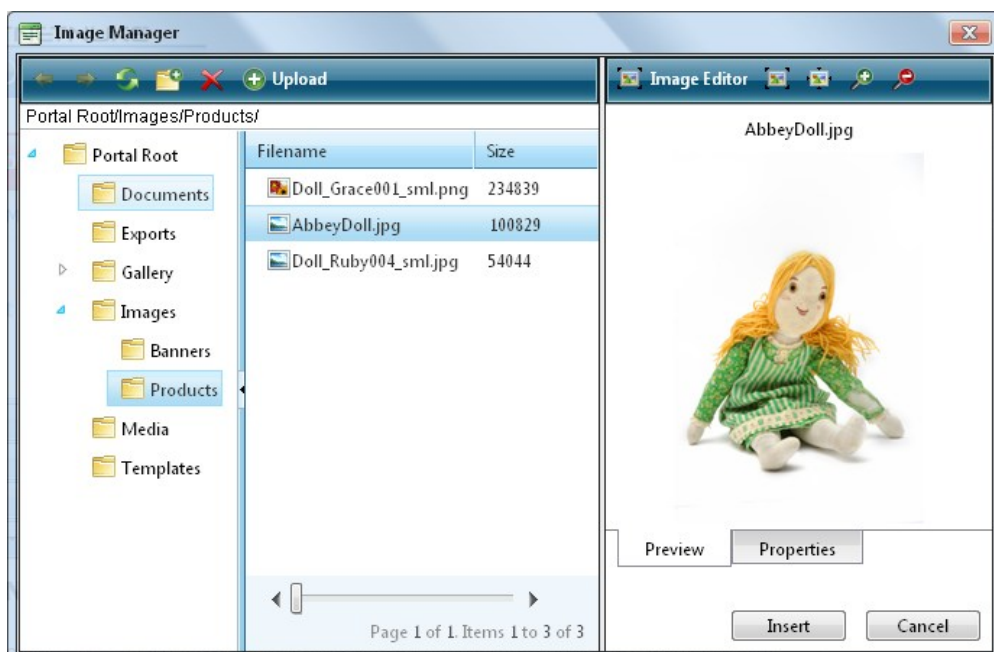 Image Manager
Upload
Image Editor
Portal Root/Images/Products/
Portal Root
Documents
Exports
Gallery
Images
Banners
Products
Media
Templates
Filename Size
Doll_Grace001_sml.png 234839
AbbeyDoll.jpg 100829
Doll_Ruby004_sml.jpg 54044
Page 1 of 1. Items 1 to 3 of 3
AbbeyDoll.jpg
Preview Properties
Insert Cancel